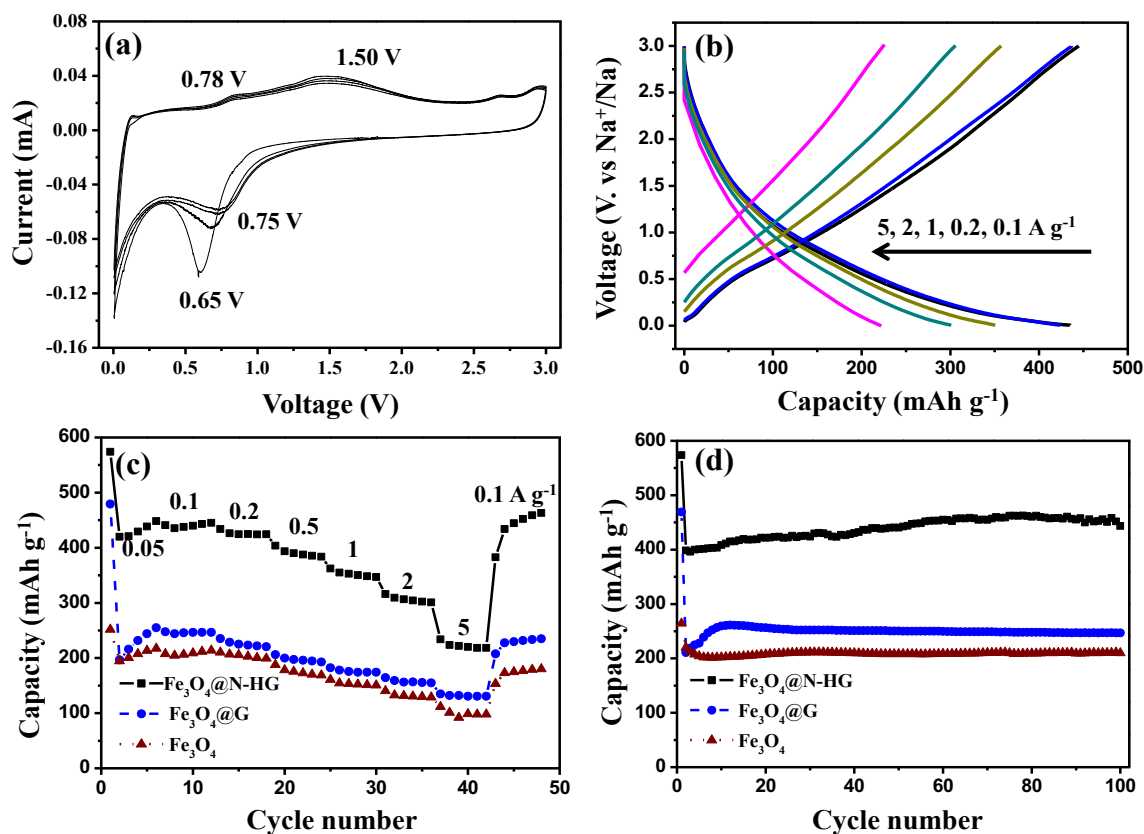 (a)
0.78 V
1.50 V
0.75 V
0.65 V
0.08
0.04
0.00
-0.04
-0.08
-0.12
-0.16
Current (mA)
0.0 0.5 1.0 1.5 2.0 2.5 3.0
Voltage (V)
(b)
5, 2, 1, 0.2, 0.1 A g⁻¹
3.0
2.5
2.0
1.5
1.0
0.5
0.0
Voltage (V. vs Na⁺/Na)
0 100 200 300 400 500
Capacity (mAh g⁻¹)
(c)
0.05
0.1
0.2
0.5
1
2
5
0.1 A g⁻¹
Fe₃O₄@N-HG
Fe₃O₄@G
Fe₃O₄
600
500
400
300
200
100
0
Capacity (mAh g⁻¹)
0 10 20 30 40 50
Cycle number
(d)
Fe₃O₄@N-HG
Fe₃O₄@G
Fe₃O₄
600
500
400
300
200
100
0
Capacity (mAh g⁻¹)
0 20 40 60 80 100
Cycle number